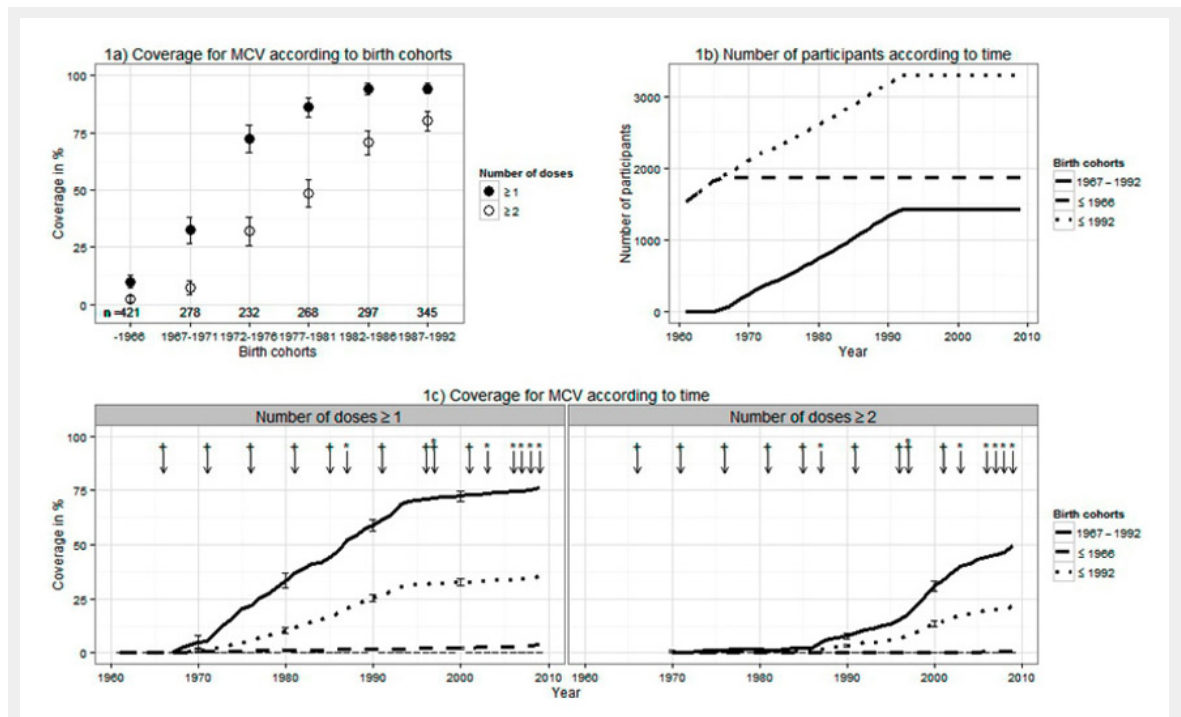 1a) Coverage for MCV according to birth cohorts
100
75
50
25
0
Coverage in %
n =421 278 232 268 297 345
-1966 1967-1971 1972-1976 1977-1981 1982-1986 1987-1992
Birth cohorts
Number of doses
≥ 1
≥ 2
1b) Number of participants according to time
3000
2000
1000
0
Number of participants
1960 1970 1980 1990 2000 2010
Year
Birth cohorts
1967 – 1992
≤ 1966
≤ 1992
1c) Coverage for MCV according to time
Number of doses ≥ 1
Number of doses ≥ 2
100
75
50
25
0
Coverage in %
+ + + + + * + + * + * * * * *
+ + + + + * + + * + * * * * *
1960 1970 1980 1990 2000 2010
1960 1970 1980 1990 2000 2010
Year
Birth cohorts
1967 – 1992
≤ 1966
≤ 1992